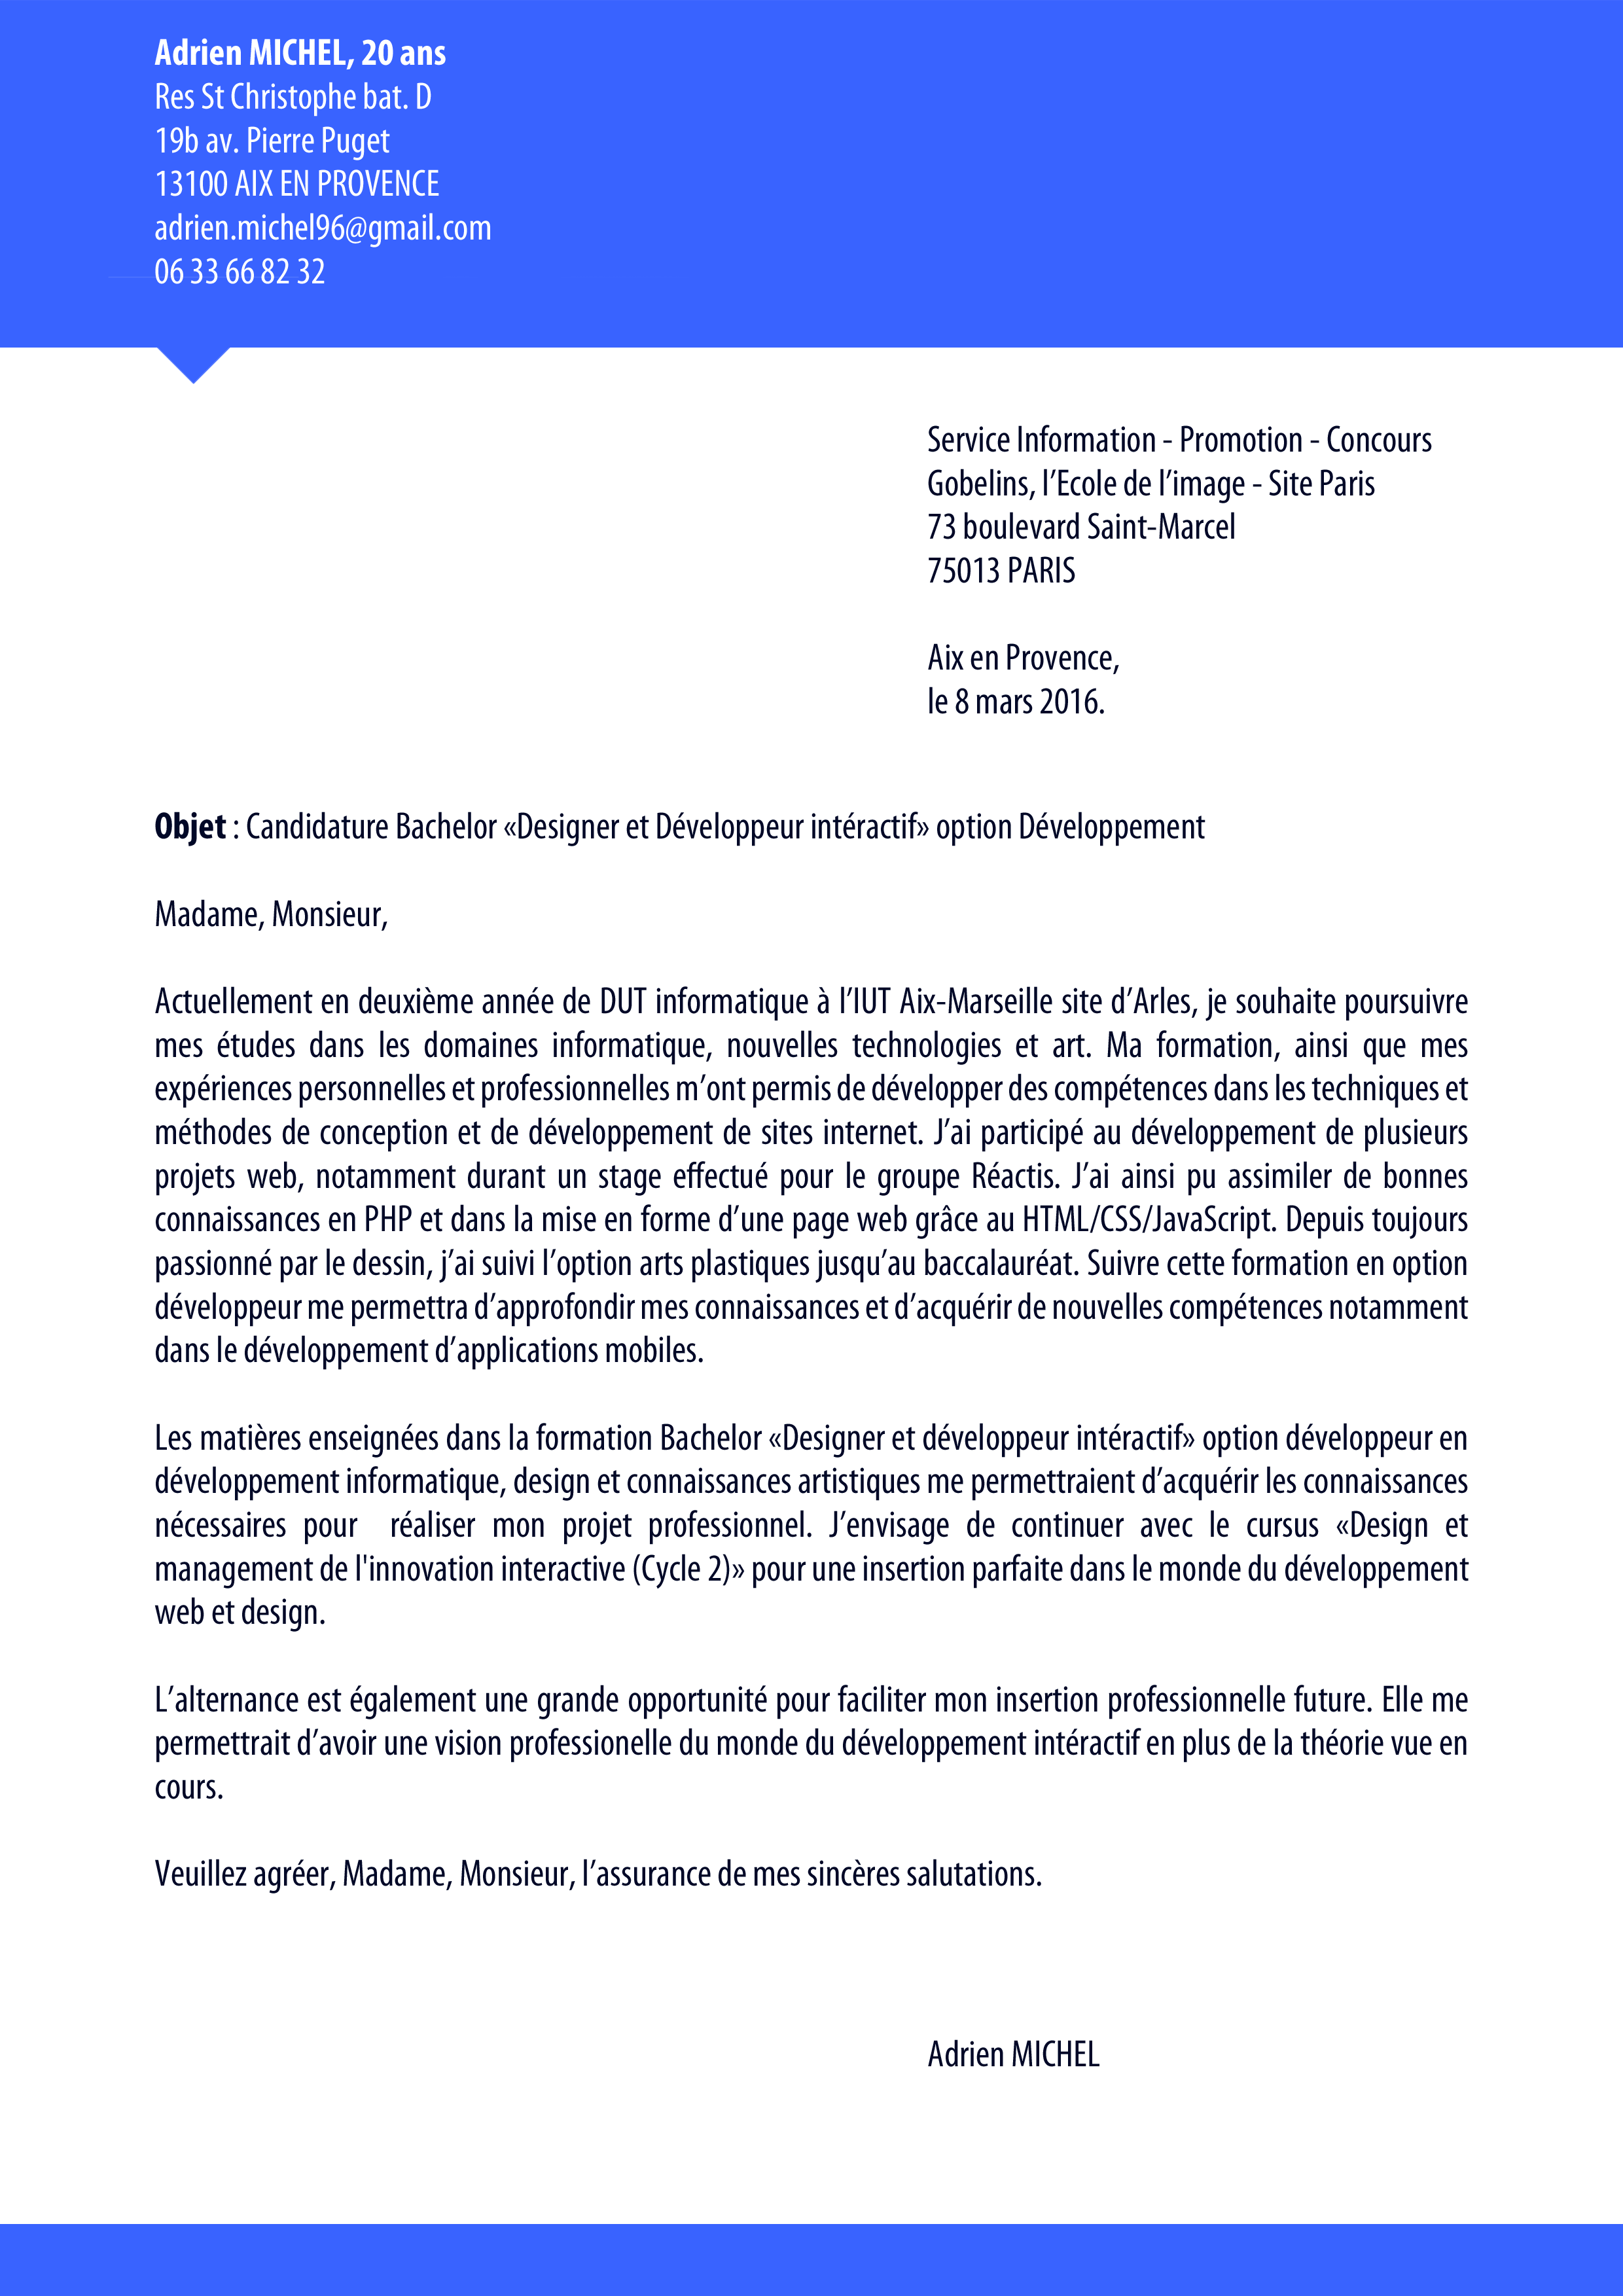 Adrien MICHEL, 20 ans
Res St Christophe bat. D
19b av. Pierre Puget
13100 AIX EN PROVENCE
adrien.michel96@gmail.com
06 33 66 82 32
Service Information - Promotion - Concours
Gobelins, l’Ecole de l’image - Site Paris
73 boulevard Saint-Marcel
75013 PARIS
Aix en Provence,
le 8 mars 2016.
Objet : Candidature Bachelor «Designer et Développeur intéractif» option Développement
Madame, Monsieur,
Actuellement en deuxième année de DUT informatique à l’IUT Aix-Marseille site d’Arles, je souhaite poursuivre
mes études dans les domaines informatique, nouvelles technologies et art. Ma formation, ainsi que mes
expériences personnelles et professionnelles m’ont permis de développer des compétences dans les techniques et
méthodes de conception et de développement de sites internet. J’ai participé au développement de plusieurs
projets web, notamment durant un stage effectué pour le groupe Réactis. J’ai ainsi pu assimiler de bonnes
connaissances en PHP et dans la mise en forme d’une page web grâce au HTML/CSS/JavaScript. Depuis toujours
passionné par le dessin, j’ai suivi l’option arts plastiques jusqu’au baccalauréat. Suivre cette formation en option
développeur me permettra d’approfondir mes connaissances et d’acquérir de nouvelles compétences notamment
dans le développement d’applications mobiles.
Les matières enseignées dans la formation Bachelor «Designer et développeur intéractif» option développeur en
développement informatique, design et connaissances artistiques me permettraient d’acquérir les connaissances
nécessaires pour réaliser mon projet professionnel. J’envisage de continuer avec le cursus «Design et
management de l'innovation interactive (Cycle 2)» pour une insertion parfaite dans le monde du développement
web et design.
L’alternance est également une grande opportunité pour faciliter mon insertion professionnelle future. Elle me
permettrait d’avoir une vision professionelle du monde du développement intéractif en plus de la théorie vue en
cours.
Veuillez agréer, Madame, Monsieur, l’assurance de mes sincères salutations.
Adrien MICHEL